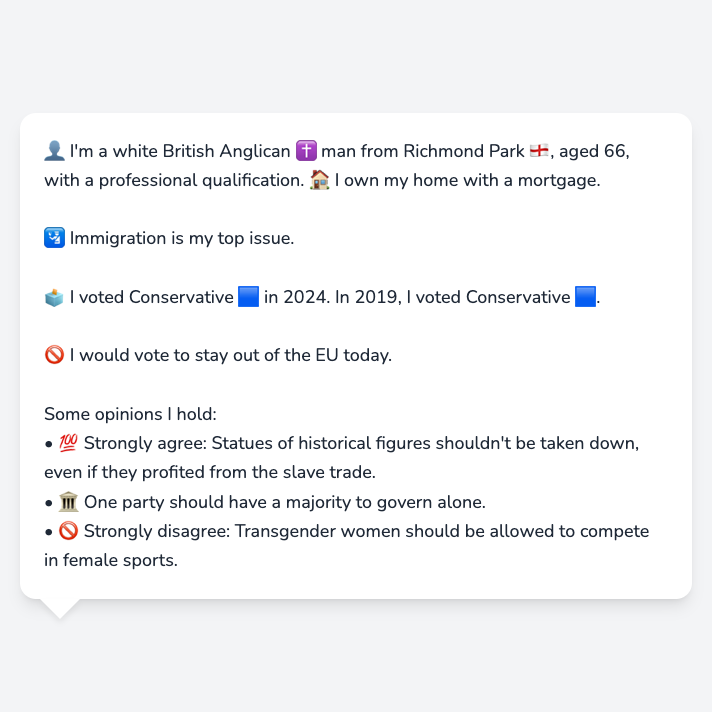 👤 I'm a white British Anglican ✝️ man from Richmond Park 🏴󠁧󠁢󠁥󠁮󠁧󠁿, aged 66,
with a professional qualification. 🏠 I own my home with a mortgage.
🛂 Immigration is my top issue.
🗳️ I voted Conservative 🟦 in 2024. In 2019, I voted Conservative 🟦.
🚫 I would vote to stay out of the EU today.
Some opinions I hold:
• 💯 Strongly agree: Statues of historical figures shouldn't be taken down,
even if they profited from the slave trade.
• 🏛️ One party should have a majority to govern alone.
• 🚫 Strongly disagree: Transgender women should be allowed to compete
in female sports.